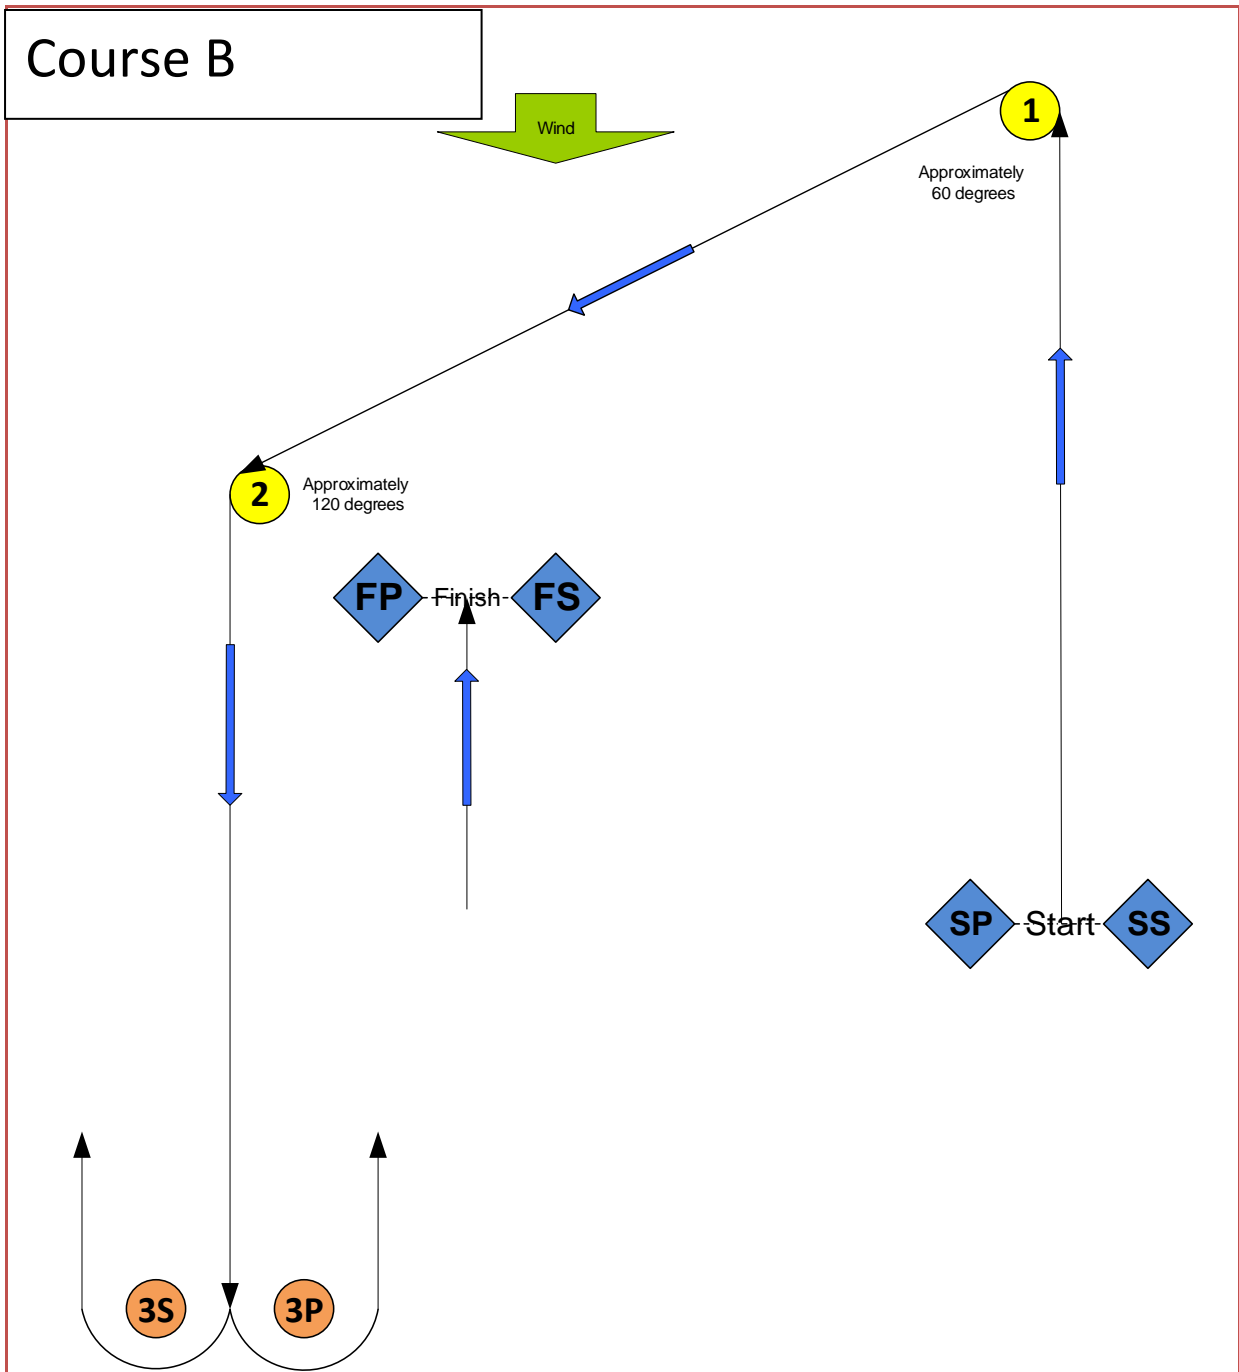 Course B
Wind
1
Approximately
60 degrees
2
Approximately
120 degrees
FP Finish FS
SP Start SS
3S 3P